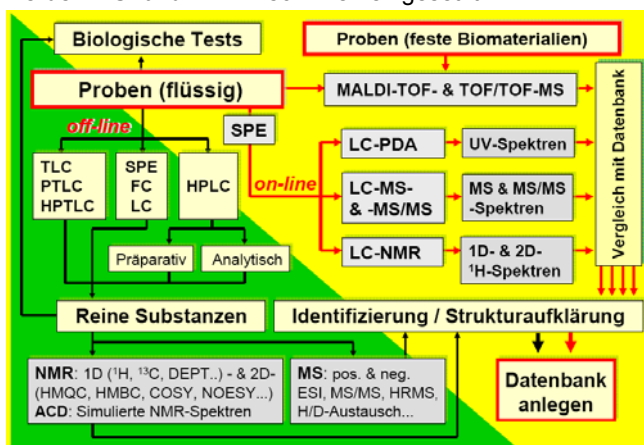 Biologische Tests
Proben (feste Biomaterialien)
Proben (flüssig)
MALDI-TOF- & TOF/TOF-MS
off-line
SPE
on-line
TLC
PTLC
HPTLC
SPE
FC
LC
HPLC
LC-PDA
UV-Spektren
LC-MS-
& -MS/MS
MS & MS/MS
-Spektren
LC-NMR
1D- & 2D-
¹H-Spektren
Vergleich mit Datenbank
Präparativ
Analytisch
Reine Substanzen
Identifizierung / Strukturaufklärung
NMR: 1D (¹H, ¹³C, DEPT..) - & 2D-
(HMQC, HMBC, COSY, NOESY...)
ACD: Simulierte NMR-Spektren
MS: pos. & neg.
ESI, MS/MS, HRMS,
H/D-Austausch...
Datenbank
anlegen